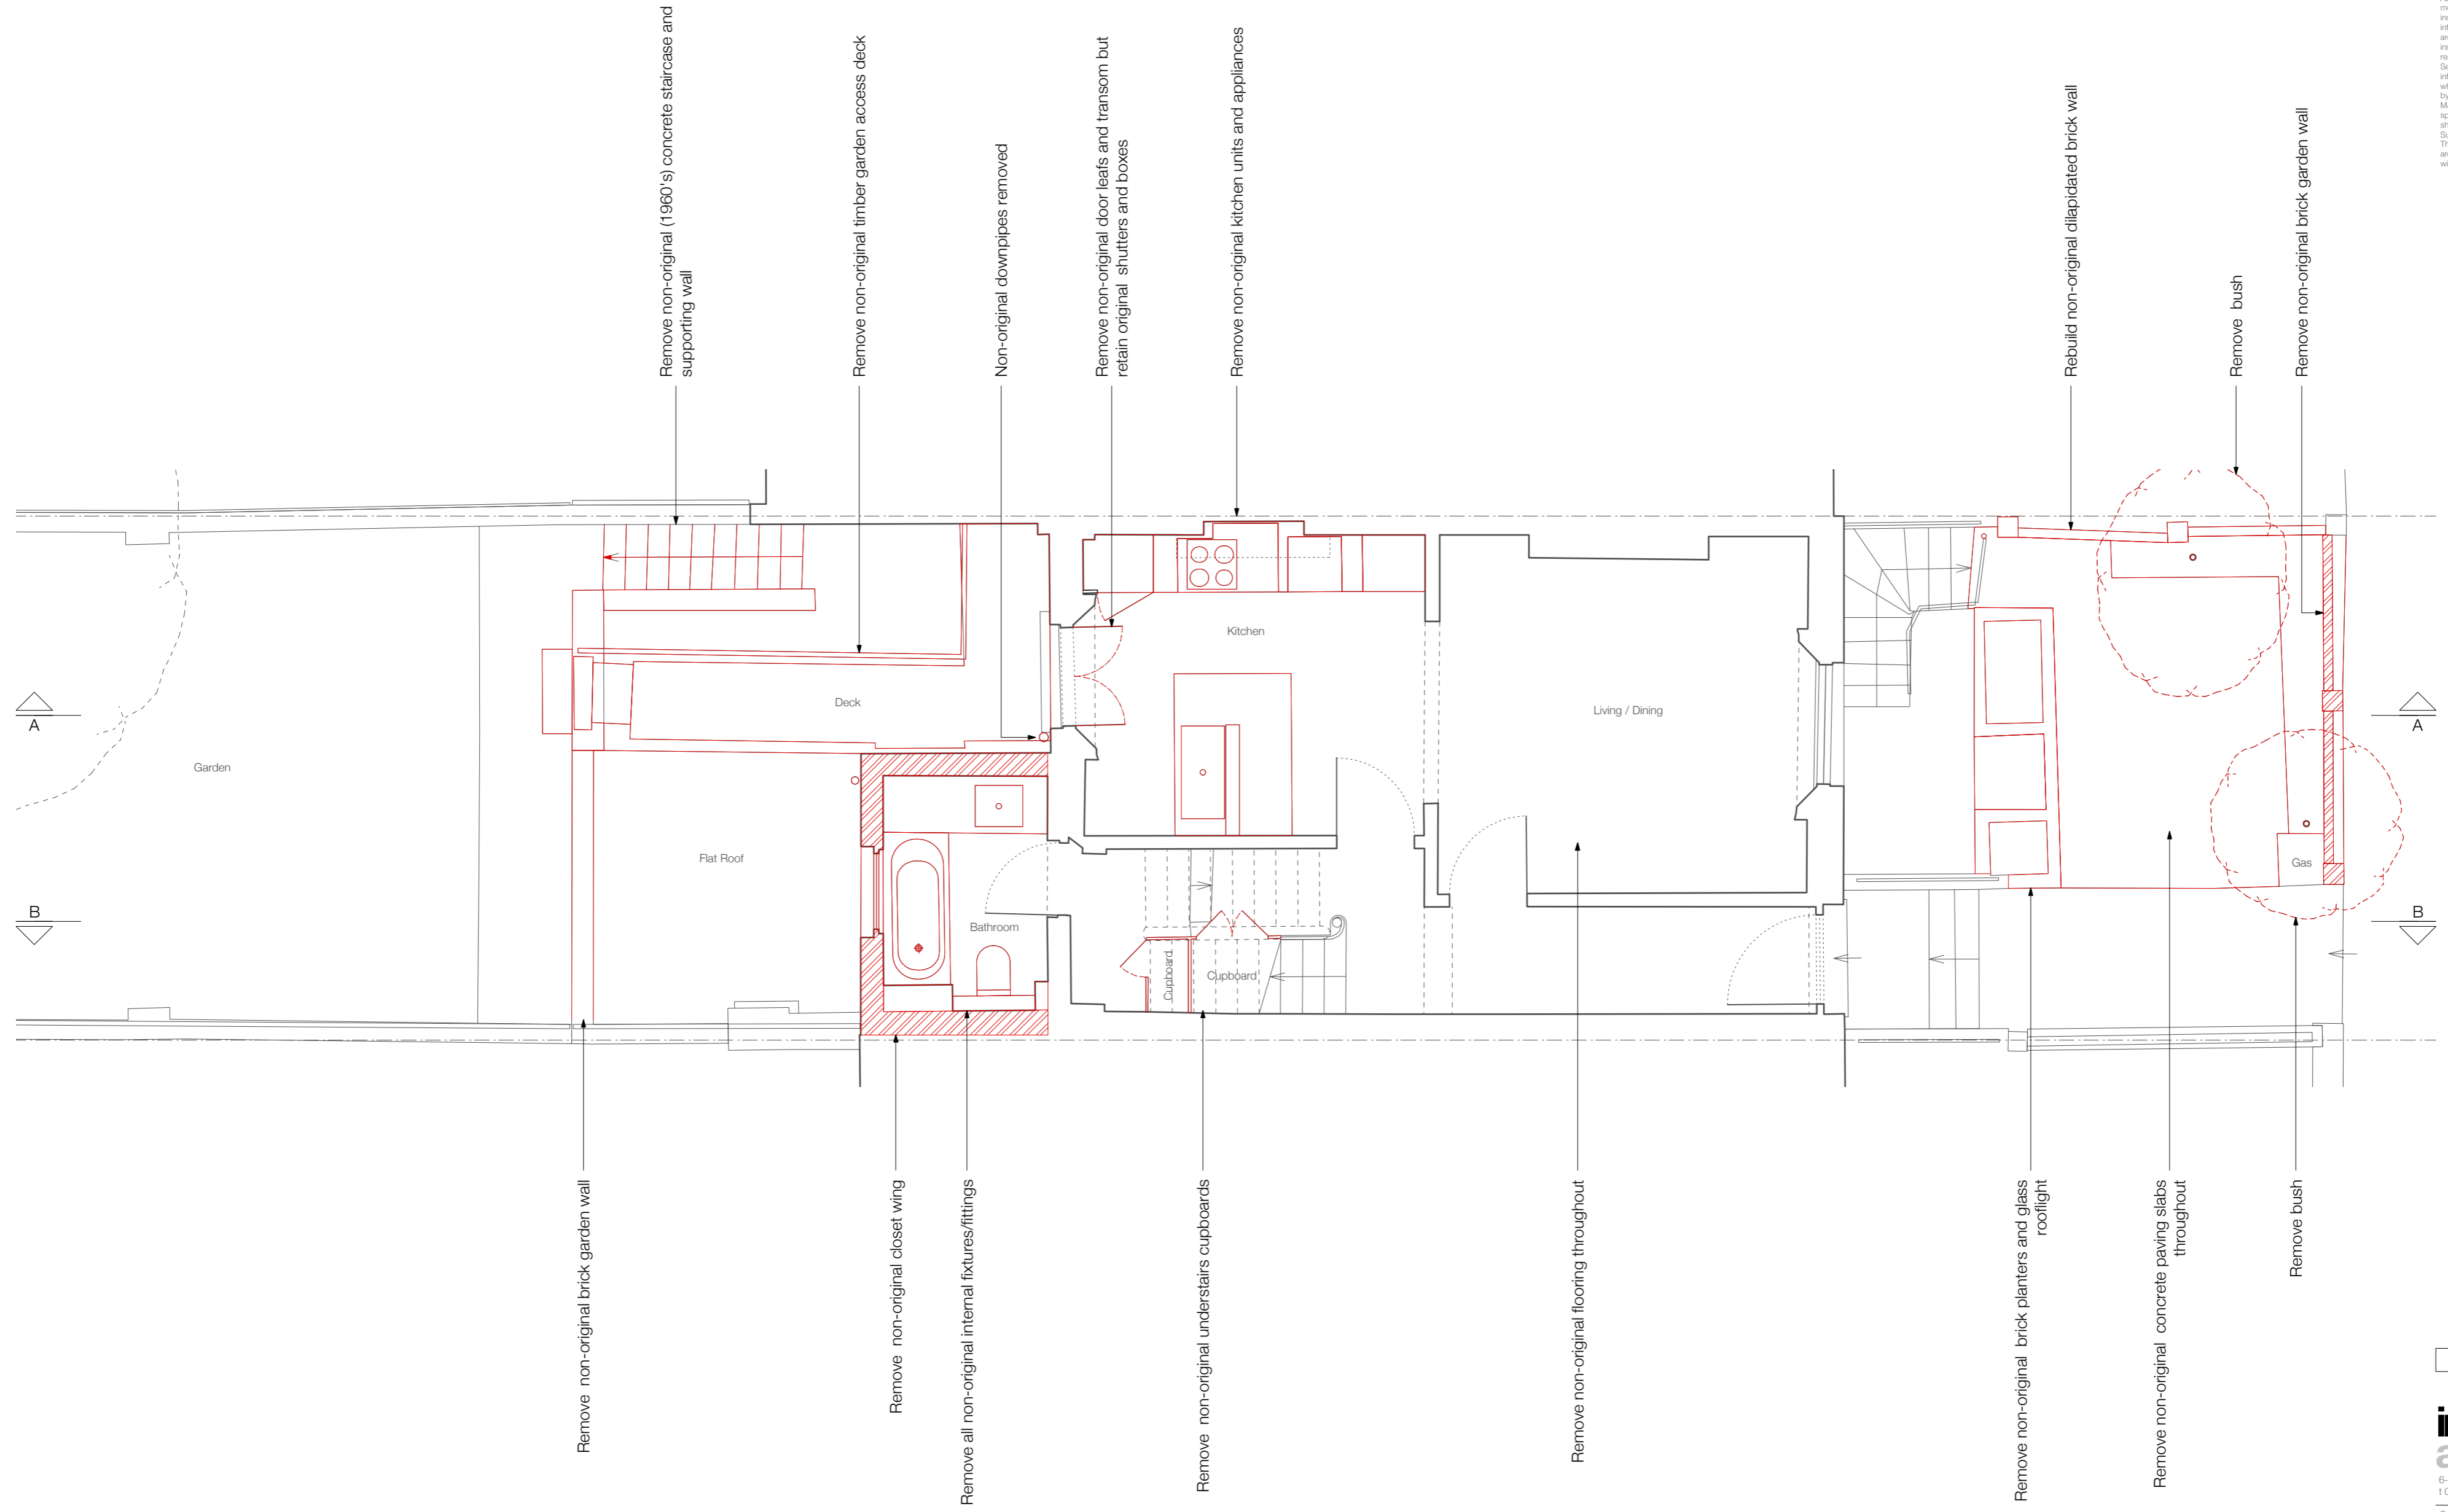 Remove non-original (1960's) concrete staircase and
supporting wall
Remove non-original timber garden access deck
Non-original downpipes removed
Remove non-original door leafs and transom but
retain original shutters and boxes
Remove non-original kitchen units and appliances
Rebuild non-original dilapidated brick wall
Remove bush
Remove non-original brick garden wall
Kitchen
Deck
Living / Dining
A
A
Garden
Flat Roof
Gas
B
B
Bathroom
Cupboard
Cupboard
Remove non-original brick garden wall
Remove non-original closet wing
Remove all non-original internal fixtures/fittings
Remove non-original understairs cupboards
Remove non-original flooring throughout
Remove non-original brick planters and glass
rooflight
Remove non-original concrete paving slabs
throughout
Remove bush